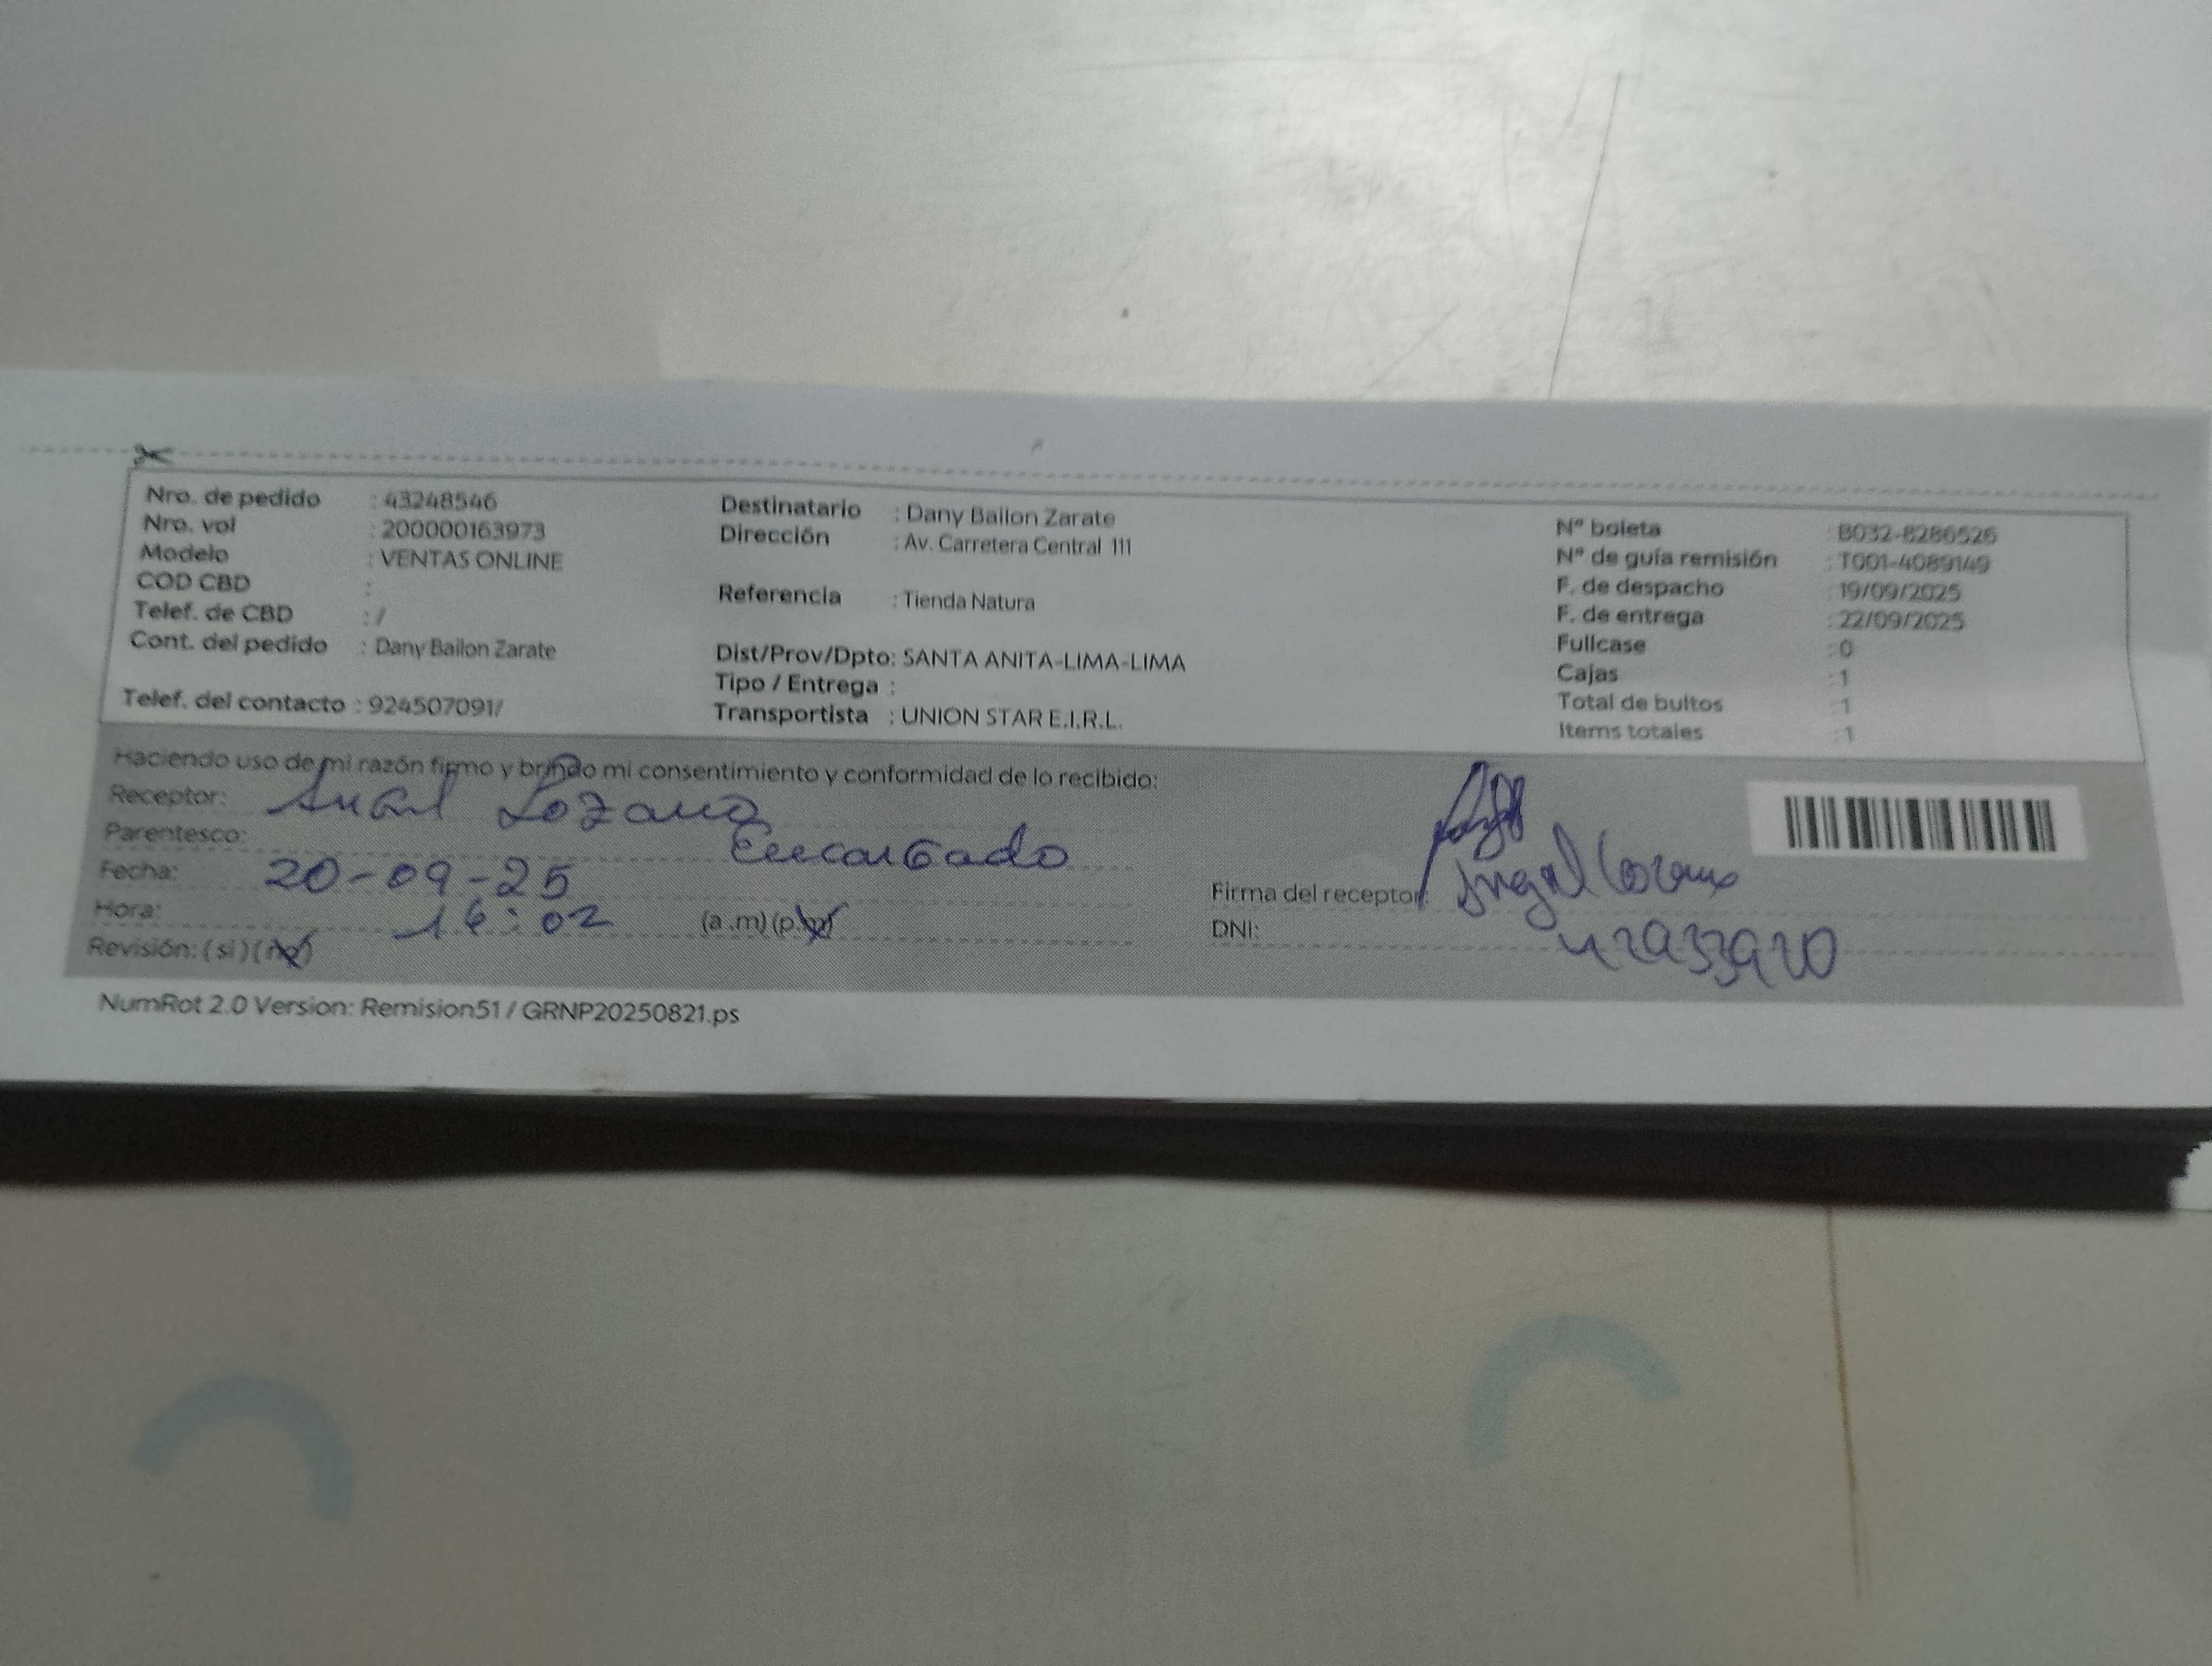 Nro. de pedido : 43248546
Nro. vol : 200000163973
Modelo : VENTAS ONLINE
COD CBD :
Telef. de CBD : /
Cont. del pedido : Dany Bailon Zarate
Telef. del contacto : 924507091/
Destinatario : Dany Bailon Zarate
Dirección : Av. Carretera Central 111
Referencia : Tienda Natura
Dist/Prov/Dpto: SANTA ANITA-LIMA-LIMA
Tipo / Entrega :
Transportista : UNION STAR E.I.R.L.
Nº boleta : B032-8286526
Nº de guía remisión : T001-4089149
F. de despacho : 19/09/2025
F. de entrega : 22/09/2025
Fullcase : 0
Cajas : 1
Total de bultos : 1
Items totales : 1
Haciendo uso de mi razón firmo y brindo mi consentimiento y conformidad de lo recibido:
Receptor: Angel Lozano
Parentesco: Encargado
Fecha: 20-09-25
Hora: 16:02 (a.m) (p.m)
Revisión: (si) (no)
Firma del receptor: Angel Lozano
DNI:
NumRot 2.0 Version: Remision51 / GRNP20250821.ps